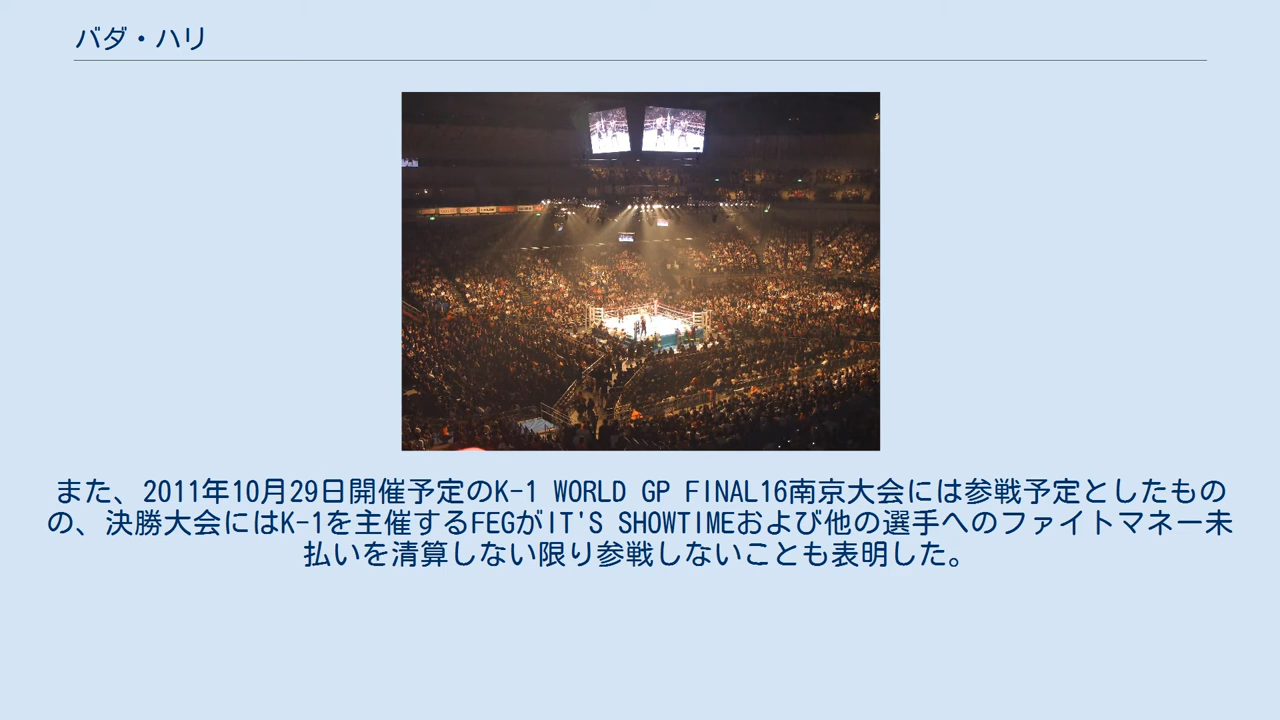 バダ・ハリ
また、2011年10月29日開催予定のK-1 WORLD GP FINAL16南京大会には参戦予定としたもの
の、決勝大会にはK-1を主催するFEGがIT'S SHOWTIMEおよび他の選手へのファイトマネー未
払いを清算しない限り参戦しないことも表明した。